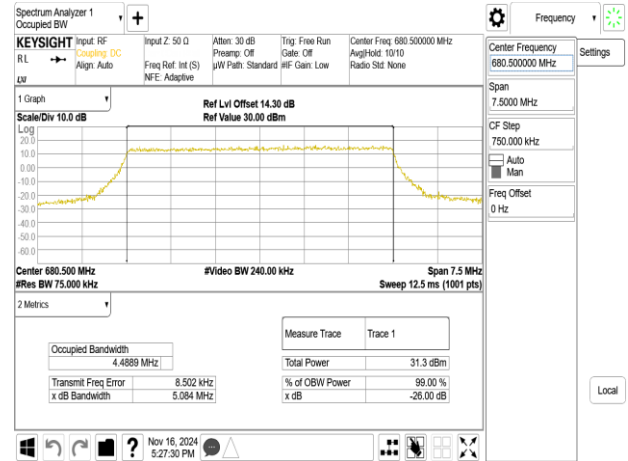 Spectrum Analyzer 1
Occupied BW
Frequency
KEYSIGHT
RL
LXI
Input: RF
Coupling: DC
Align: Auto
Input Z: 50 Ω
Freq Ref: Int (S)
NFE: Adaptive
Atten: 30 dB
Preamp: Off
µW Path: Standard
Trig: Free Run
Gate: Off
#IF Gain: Low
Center Freq: 680.500000 MHz
Avg|Hold: 10/10
Radio Std: None
Center Frequency
680.500000 MHz
Settings
Span
7.5000 MHz
CF Step
750.000 kHz
Auto
Man
Freq Offset
0 Hz
Local
1 Graph
Scale/Div 10.0 dB
Ref Lvl Offset 14.30 dB
Ref Value 30.00 dBm
Log
20.0
10.0
0.00
-10.0
-20.0
-30.0
-40.0
-50.0
-60.0
Center 680.500 MHz
#Res BW 75.000 kHz
#Video BW 240.00 kHz
Span 7.5 MHz
Sweep 12.5 ms (1001 pts)
2 Metrics
Measure Trace
Trace 1
Occupied Bandwidth
4.4889 MHz
Total Power
31.3 dBm
Transmit Freq Error
8.502 kHz
% of OBW Power
99.00 %
x dB Bandwidth
5.084 MHz
x dB
-26.00 dB
?
Nov 16, 2024
5:27:30 PM